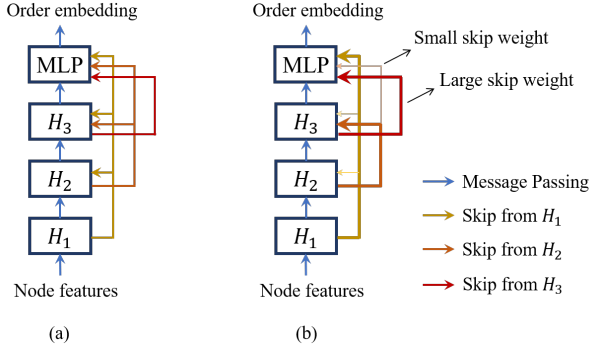 Order embedding
MLP
H₃
H₂
H₁
Node features
(a)
Order embedding
MLP
H₃
H₂
H₁
Node features
(b)
Small skip weight
Large skip weight
Message Passing
Skip from H₁
Skip from H₂
Skip from H₃